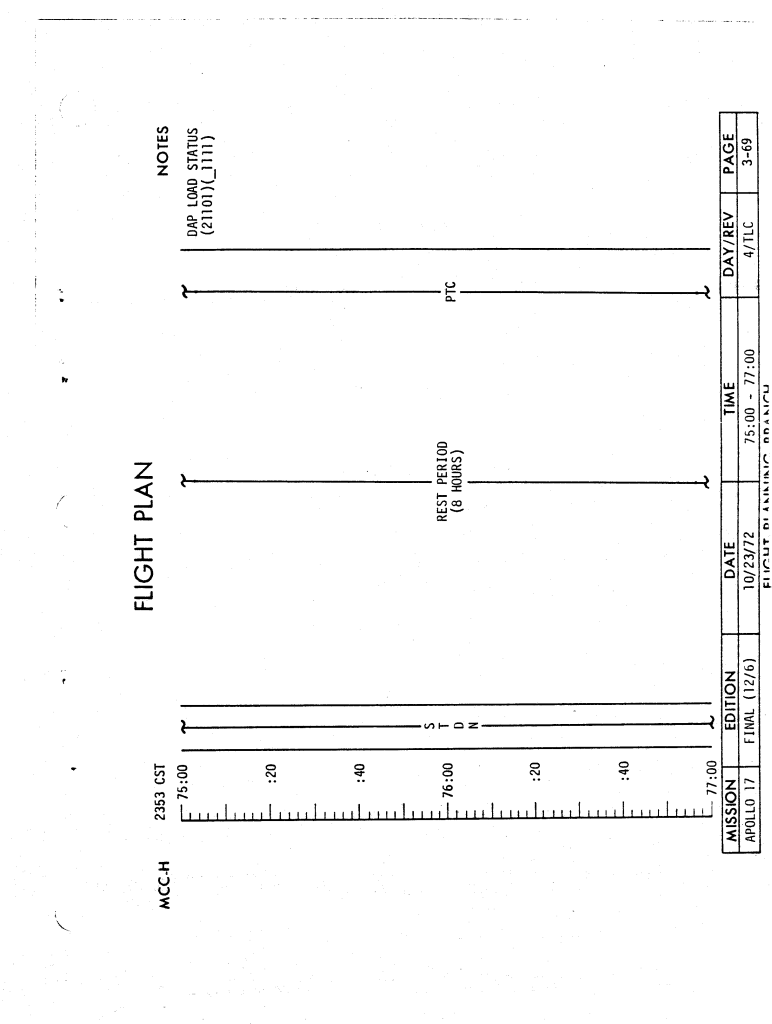 FLIGHT PLAN
MCC-H
2353 CST
NOTES
75:00
:20
:40
76:00
:20
:40
77:00
S
T
D
N
REST PERIOD
(8 HOURS)
PTC
DAP LOAD STATUS
(21101)(_1111)
MISSION EDITION DATE TIME DAY/REV PAGE
APOLLO 17 FINAL (12/6) 10/23/72 75:00 - 77:00 4/TLC 3-69
FLIGHT PLANNING BRANCH